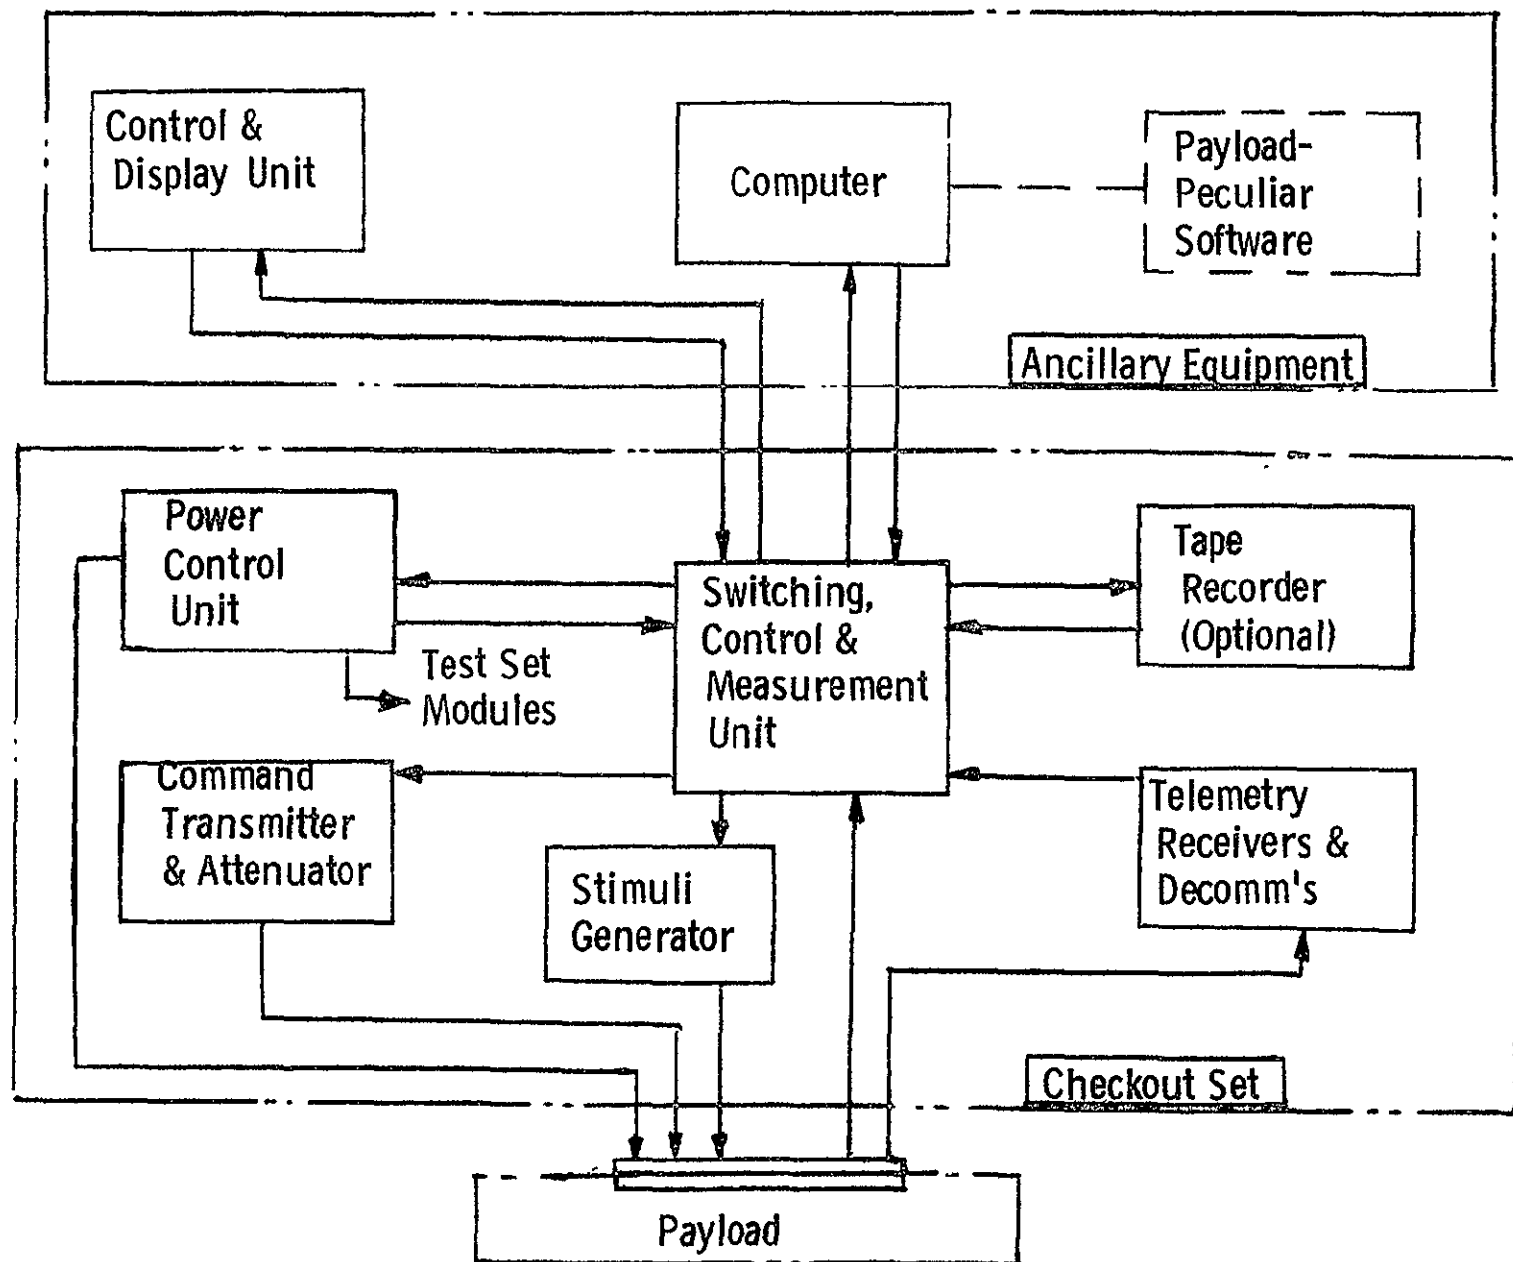 Control &
Display Unit
Computer
Payload-
Peculiar
Software
Ancillary Equipment
Power
Control
Unit
Test Set
Modules
Switching,
Control &
Measurement
Unit
Tape
Recorder
(Optional)
Command
Transmitter
& Attenuator
Stimuli
Generator
Telemetry
Receivers &
Decomm's
Checkout Set
Payload